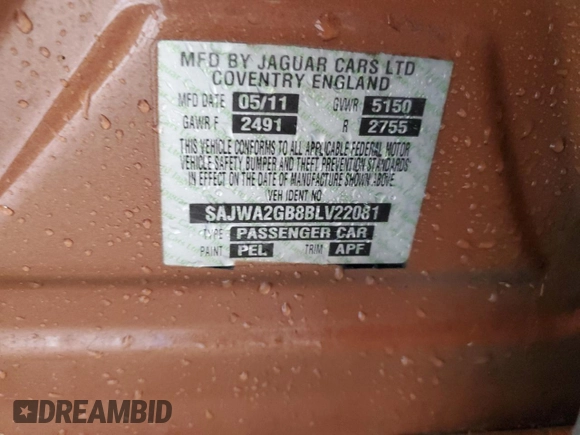 MFD BY JAGUAR CARS LTD
COVENTRY ENGLAND
MFD DATE 05/11 GVWR 5150
GAWR F 2491 R 2755
THIS VEHICLE CONFORMS TO ALL APPLICABLE FEDERAL MOTOR
VEHICLE SAFETY, BUMPER AND THEFT PREVENTION STANDARDS
IN EFFECT ON THE DATE OF MANUFACTURE SHOWN ABOVE.
VEH IDENT NO
SAJWA2GB8BLV22081
TYPE PASSENGER CAR
PAINT PEL TRIM APF
DREAMBID